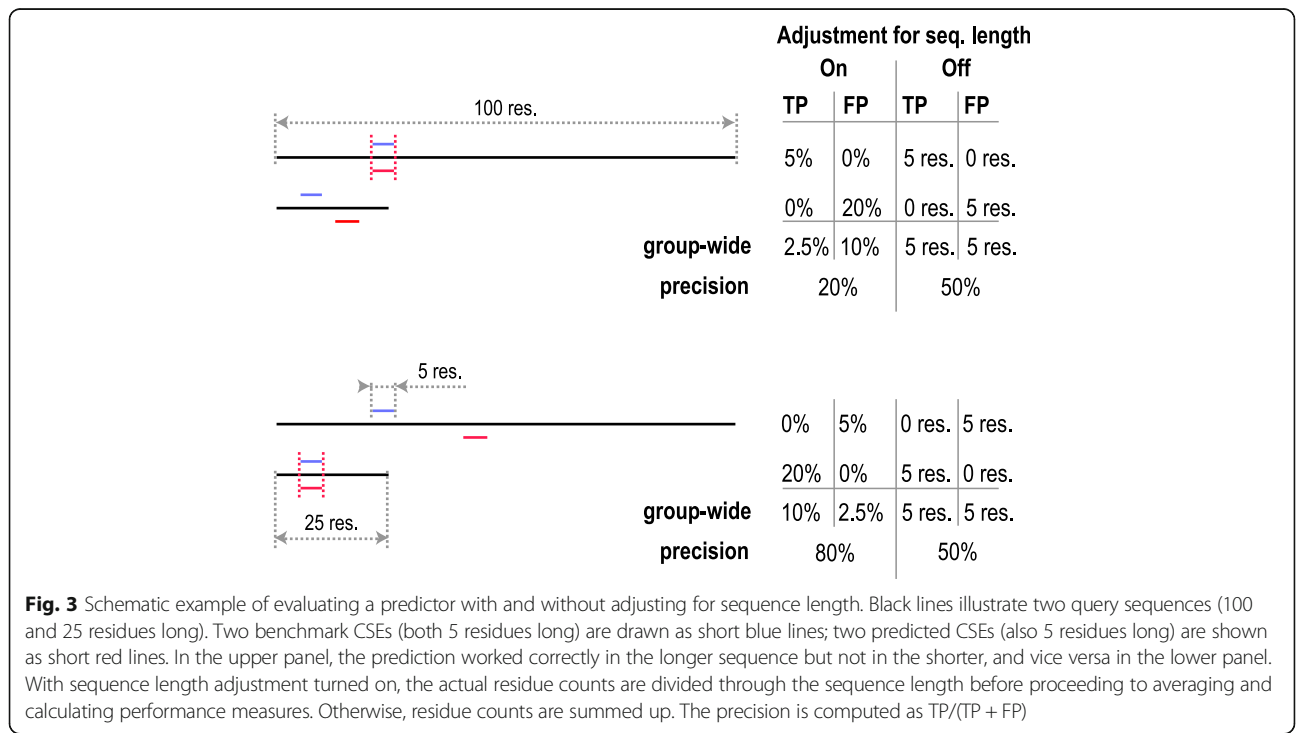 Adjustment for seq. length
On Off
TP FP TP FP
100 res.
5% 0% 5 res. 0 res.
0% 20% 0 res. 5 res.
group-wide 2.5% 10% 5 res. 5 res.
precision 20% 50%
5 res.
0% 5% 0 res. 5 res.
20% 0% 5 res. 0 res.
group-wide 10% 2.5% 5 res. 5 res.
25 res.
precision 80% 50%
Fig. 3 Schematic example of evaluating a predictor with and without adjusting for sequence length. Black lines illustrate two query sequences (100
and 25 residues long). Two benchmark CSEs (both 5 residues long) are drawn as short blue lines; two predicted CSEs (also 5 residues long) are shown
as short red lines. In the upper panel, the prediction worked correctly in the longer sequence but not in the shorter, and vice versa in the lower panel.
With sequence length adjustment turned on, the actual residue counts are divided through the sequence length before proceeding to averaging and
calculating performance measures. Otherwise, residue counts are summed up. The precision is computed as TP/(TP + FP)